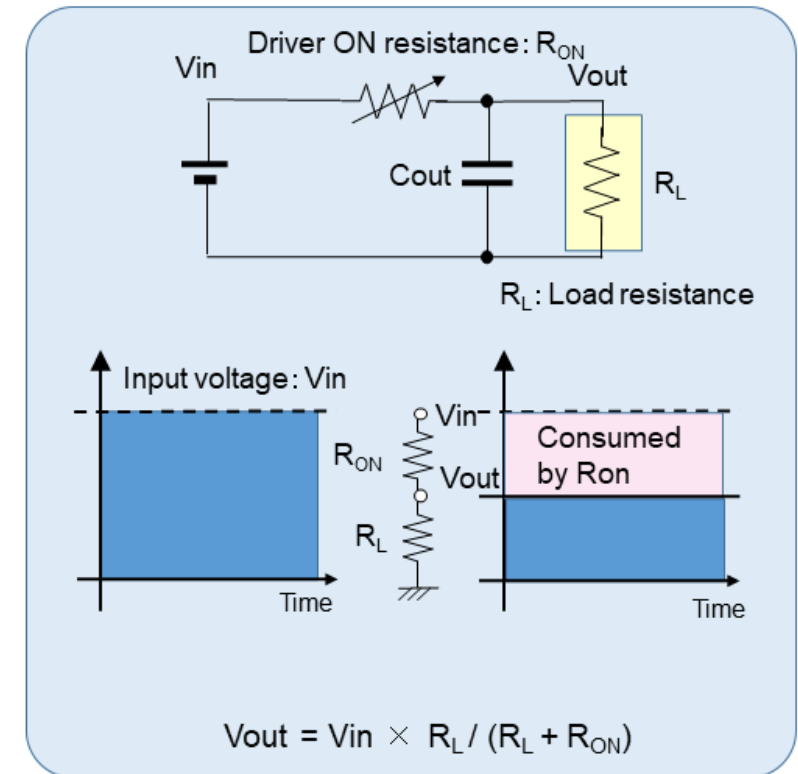 Driver ON resistance: RON
Vin
Vout
Cout
RL
RL: Load resistance
Input voltage: Vin
Time
RON
RL
Vin
Vout
Consumed
by Ron
Time
Vout = Vin × RL / (RL + RON)